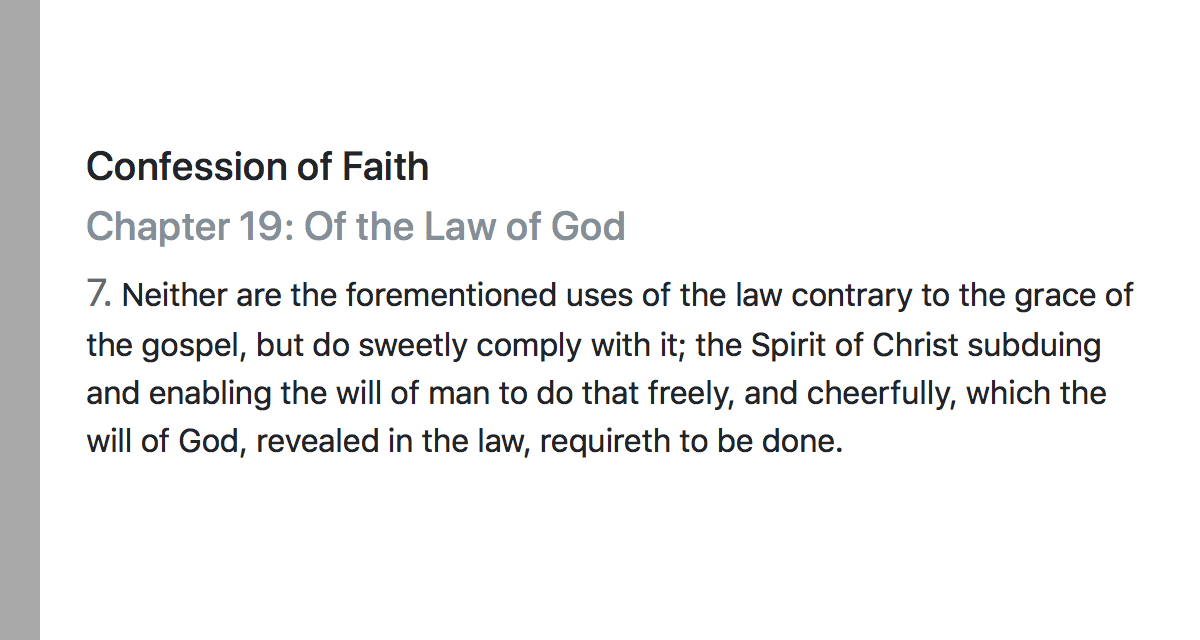 Confession of Faith
Chapter 19: Of the Law of God
7. Neither are the forementioned uses of the law contrary to the grace of
the gospel, but do sweetly comply with it; the Spirit of Christ subduing
and enabling the will of man to do that freely, and cheerfully, which the
will of God, revealed in the law, requireth to be done.